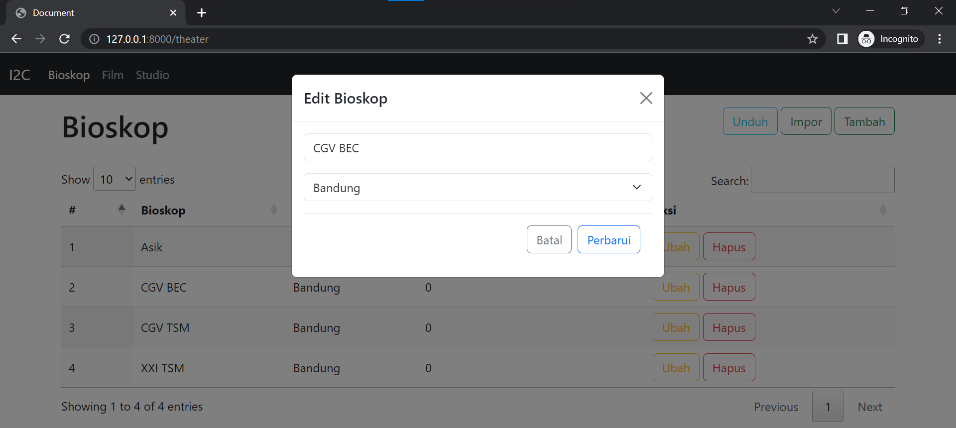 Document
127.0.0.1:8000/theater
Incognito
I2C Bioskop Film Studio
Edit Bioskop
Bioskop
Unduh Impor Tambah
CGV BEC
Show 10 entries
Search:
Bandung
# Bioskop ksi
Batal Perbarui
1 Asik Ubah Hapus
2 CGV BEC Bandung 0 Ubah Hapus
3 CGV TSM Bandung 0 Ubah Hapus
4 XXI TSM Bandung 0 Ubah Hapus
Showing 1 to 4 of 4 entries
Previous 1 Next